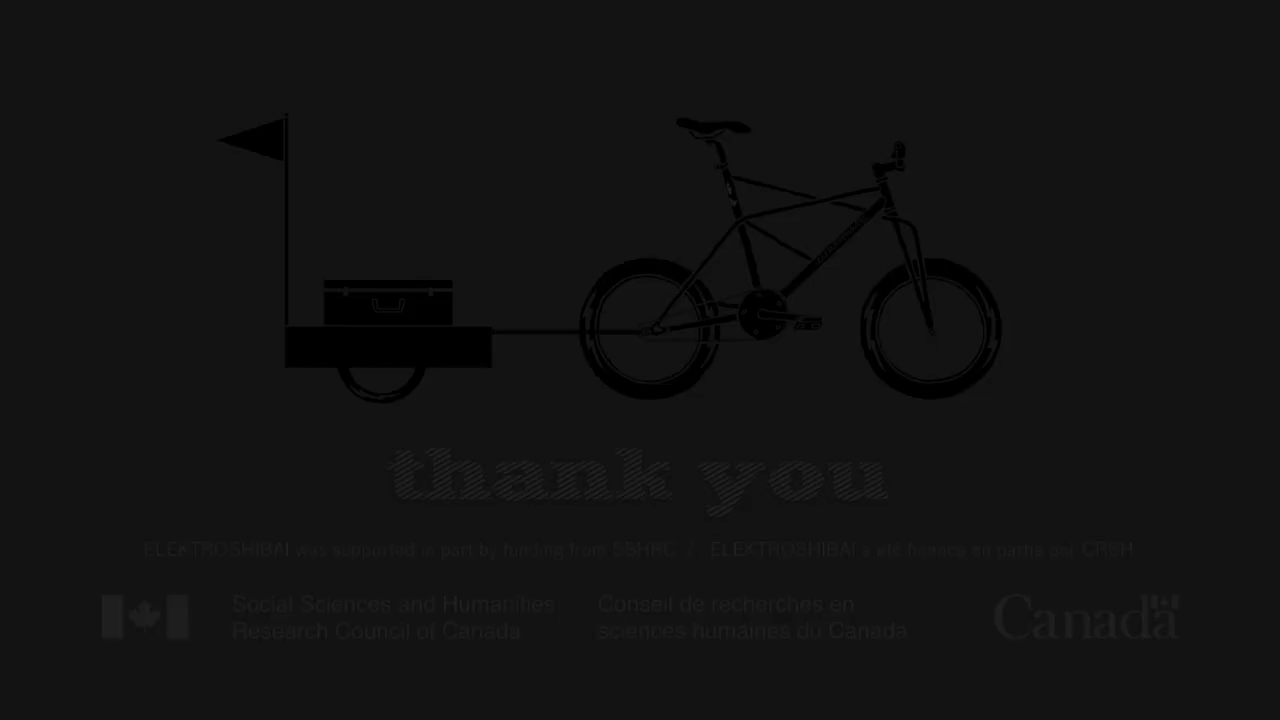 thank you
ELEKTROSHIBAI was supported in part by funding from SSHRC / ELEKTROSHIBAI a été financé en partie par CRSH
Social Sciences and Humanities Research Council of Canada
Conseil de recherches en sciences humaines du Canada
Canada